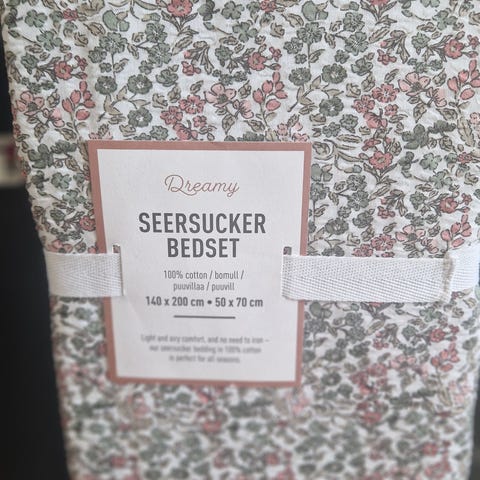 Dreamy
SEERSUCKER
BEDSET
100% cotton / bomull /
puuvillaa / puuvill
140 x 200 cm • 50 x 70 cm
Light and airy comfort, and no need to iron –
our seersucker bedding in 100% cotton
is perfect for all seasons.